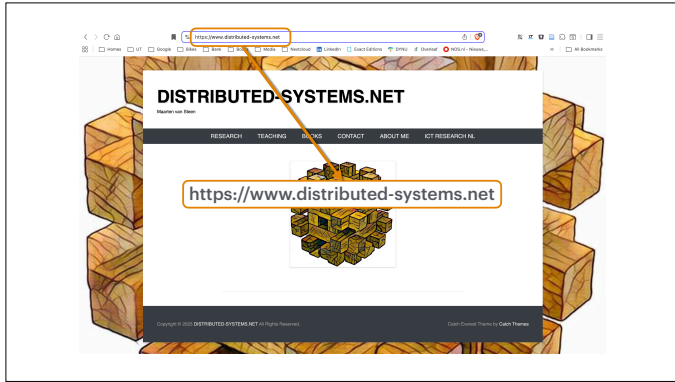 https://www.distributed-systems.net
Homes UT Google Bikes Bank Books Media Nextcloud LinkedIn Exact Editions DYNU Overleaf NOS.nl - Nieuws,... » All Bookmarks
DISTRIBUTED-SYSTEMS.NET
Maarten van Steen
RESEARCH TEACHING BOOKS CONTACT ABOUT ME ICT RESEARCH NL
https://www.distributed-systems.net
Copyright © 2025 DISTRIBUTED-SYSTEMS.NET All Rights Reserved. Catch Everest Theme by Catch Themes